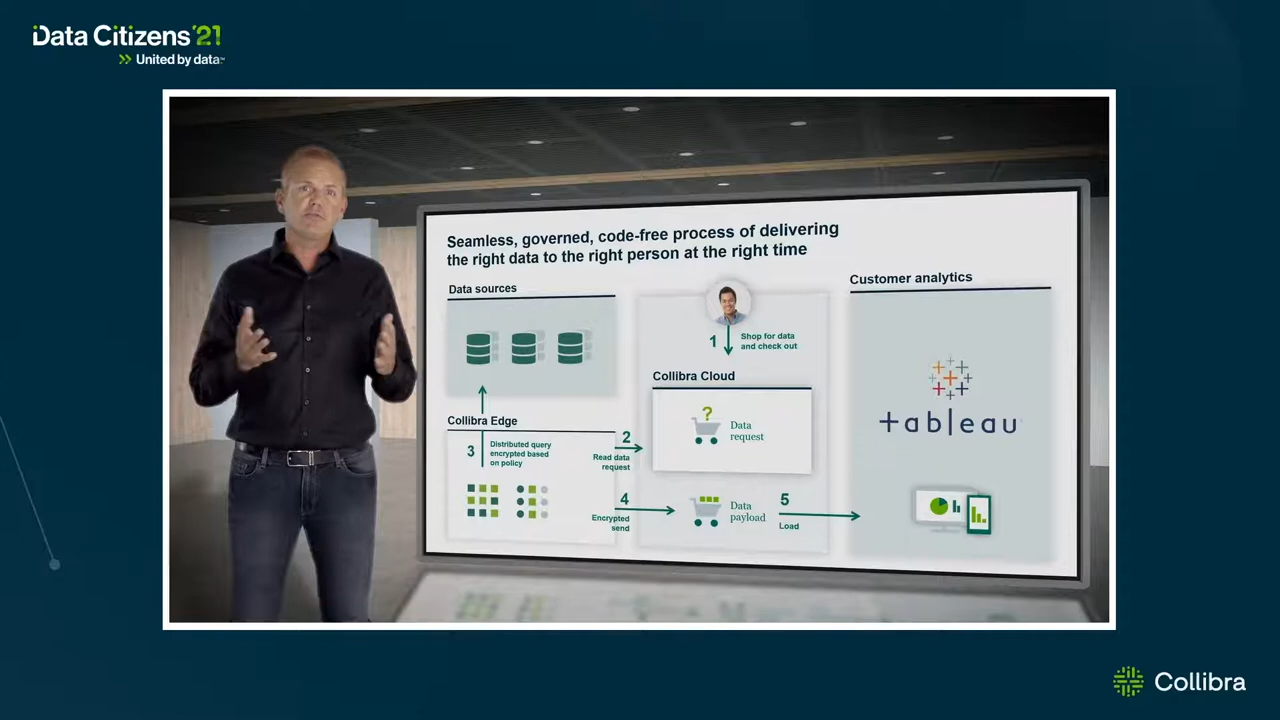 Data Citizens '21
United by data™
Seamless, governed, code-free process of delivering
the right data to the right person at the right time
Data sources
Customer analytics
1
Shop for data
and check out
Collibra Cloud
?
Data
request
Collibra Edge
3
Distributed query
encrypted based
on policy
2
Read data
request
4
Encrypted
send
Data
payload
5
Load
+ableau
Collibra